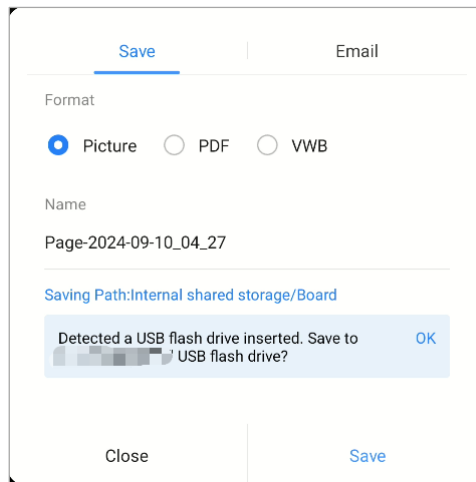 Save
Email
Format
Picture
PDF
VWB
Name
Page-2024-09-10_04_27
Saving Path:Internal shared storage/Board
Detected a USB flash drive inserted. Save to
USB flash drive?
OK
Close
Save